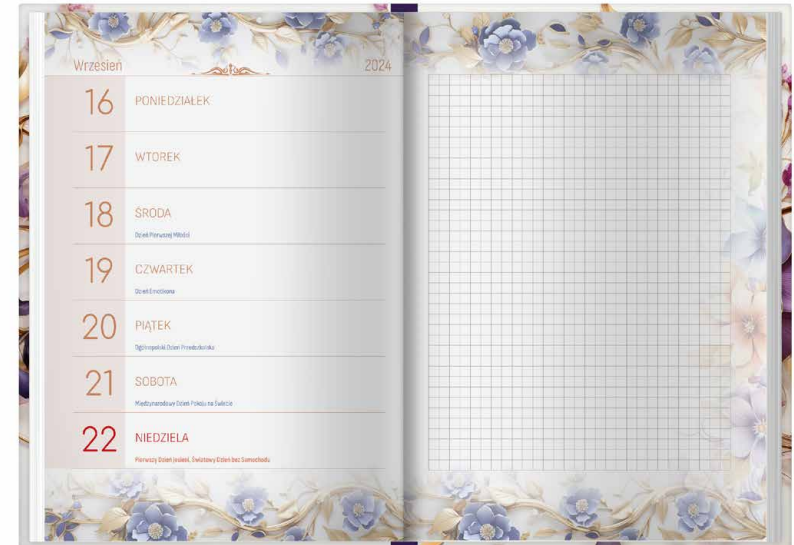 Wrzesień 2024
16 PONIEDZIAŁEK
17 WTOREK
18 ŚRODA
Dzień Pierwszej Miłości
19 CZWARTEK
Dzień Emotikona
20 PIĄTEK
Ogólnopolski Dzień Przedszkolaka
21 SOBOTA
Międzynarodowy Dzień Pokoju na Świecie
22 NIEDZIELA
Pierwszy Dzień Jesieni, Światowy Dzień bez Samochodu